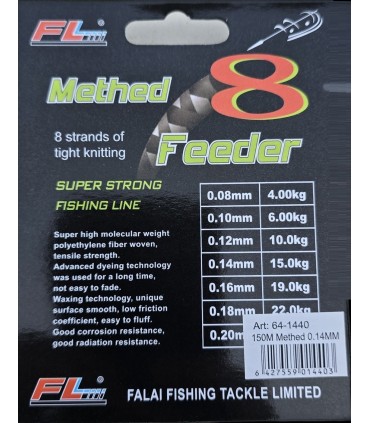 FL
Methed 8
8 strands of
tight knitting
Feeder
SUPER STRONG
FISHING LINE
Super high molecular weight
polyethylene fiber woven,
tensile strength.
Advanced dyeing technology
was used for a long time,
not easy to fade.
Waxing technology, unique
surface smooth, low friction
coefficient, easy to fluff.
Good corrosion resistance,
good radiation resistance.
0.08mm 4.00kg
0.10mm 6.00kg
0.12mm 10.0kg
0.14mm 15.0kg
0.16mm 19.0kg
0.18mm 22.0kg
0.20
Art: 64-1440
150M Methed 0.14MM
6 427559 014403
FL
FALAI FISHING TACKLE LIMITED